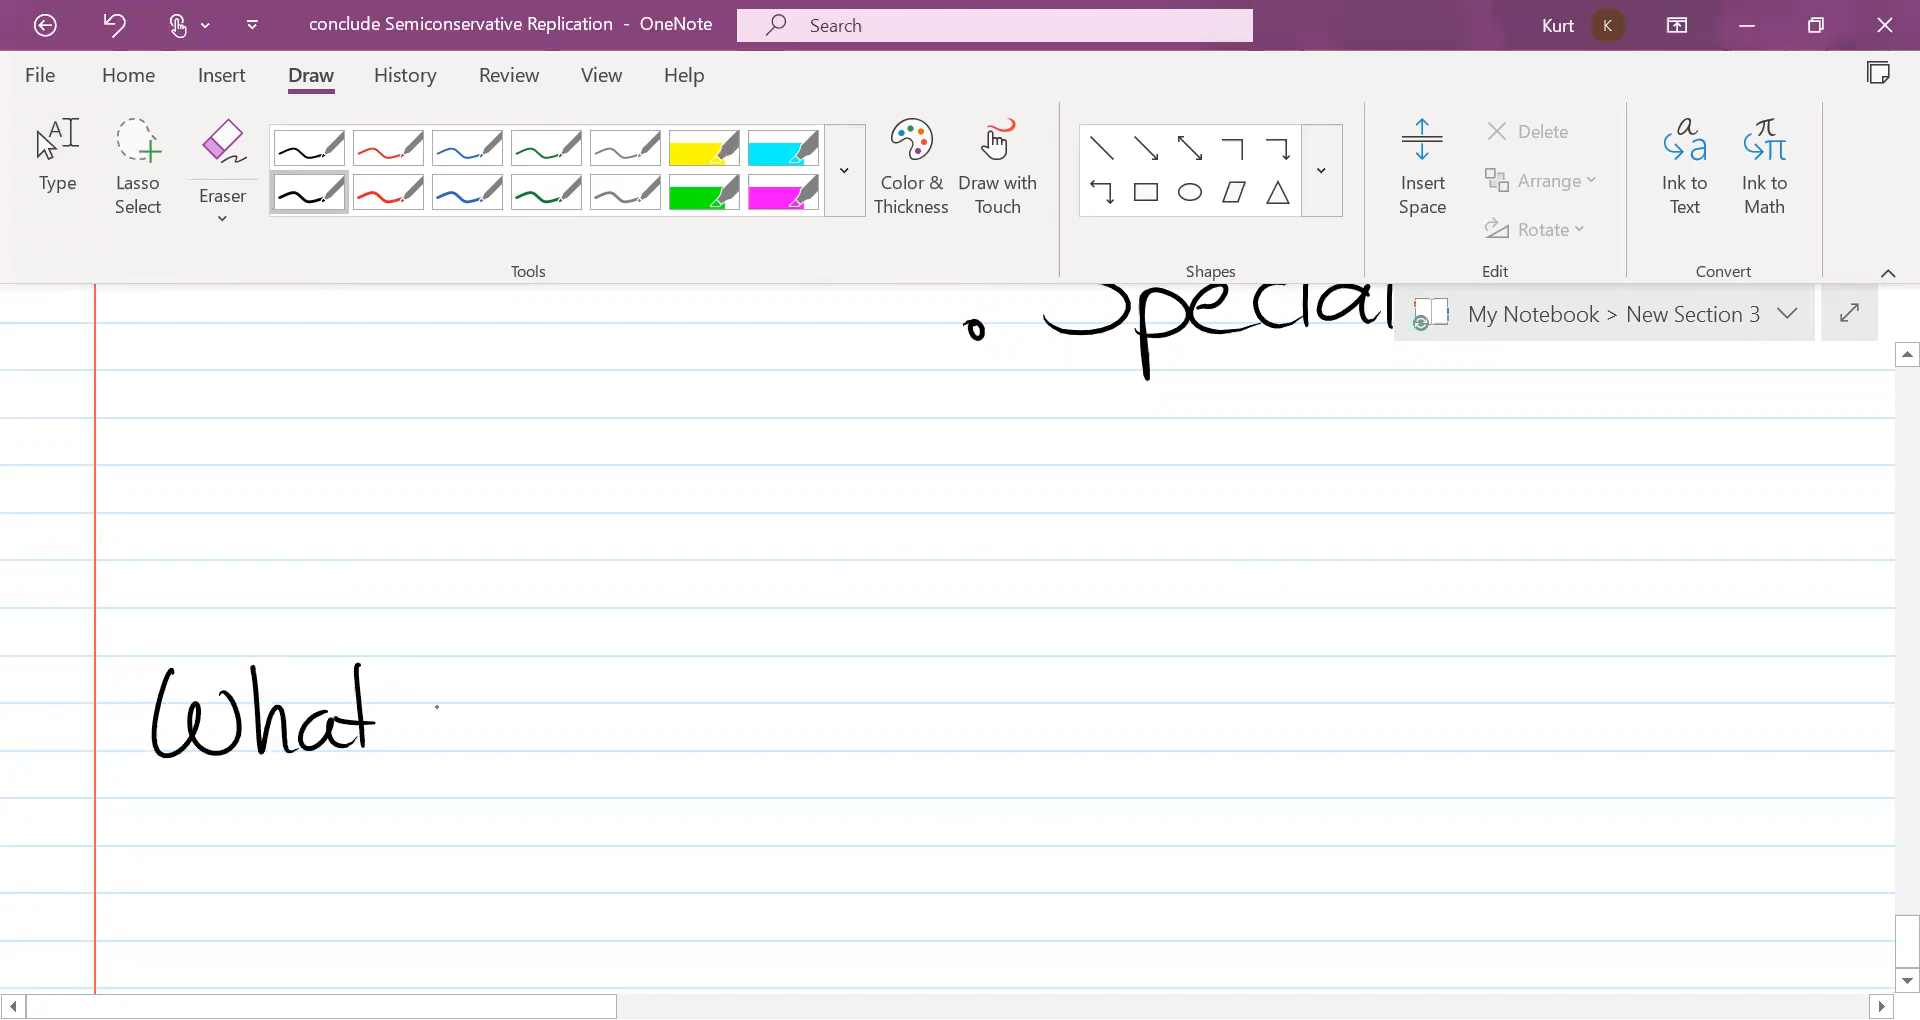 conclude Semiconservative Replication - OneNote
Search
Kurt
K
File Home Insert Draw History Review View Help
Type
Lasso Select
Eraser
Color & Thickness
Draw with Touch
Insert Space
Delete
Arrange
Rotate
Ink to Text
Ink to Math
Tools
Shapes
Edit
Convert
My Notebook > New Section 3
Special
What